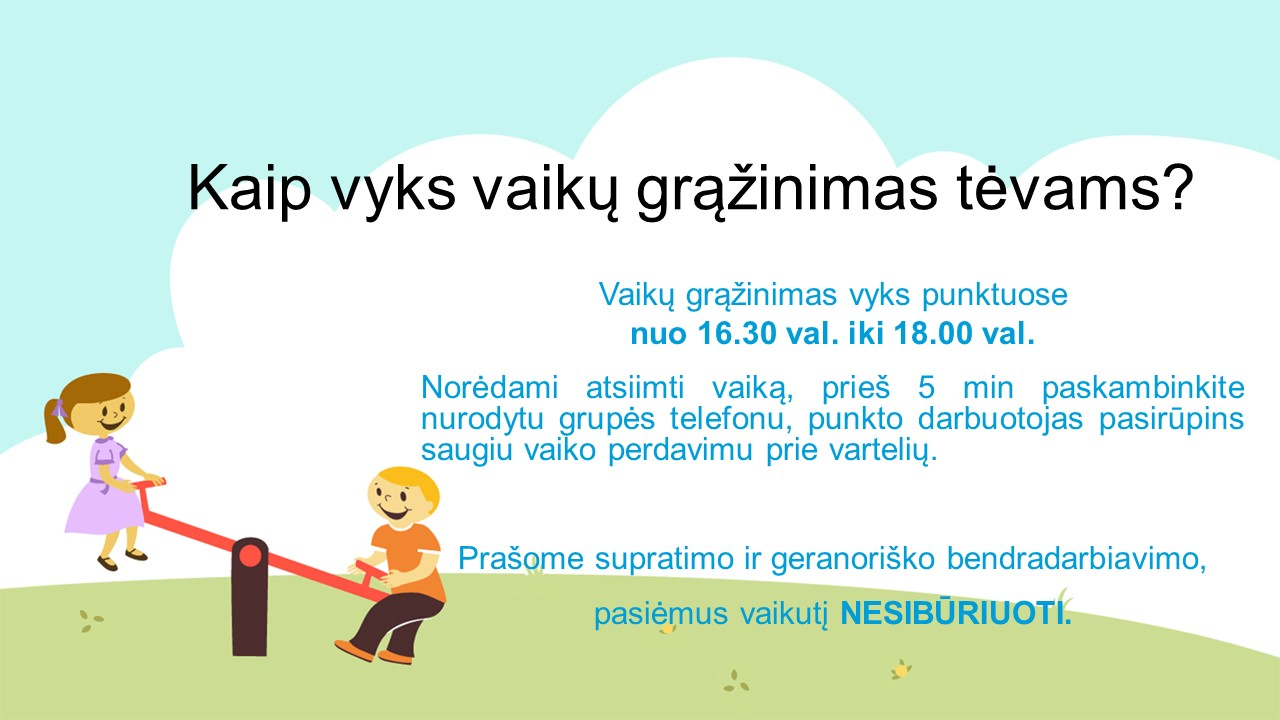 Kaip vyks vaikų grąžinimas tėvams?
Vaikų grąžinimas vyks punktuose
nuo 16.30 val. iki 18.00 val.
Norėdami atsiimti vaiką, prieš 5 min paskambinkite
nurodytu grupės telefonu, punkto darbuotojas pasirūpins
saugiu vaiko perdavimu prie vartelių.
Prašome supratimo ir geranoriško bendradarbiavimo,
pasiėmus vaikutį NESIBŪRIUOTI.